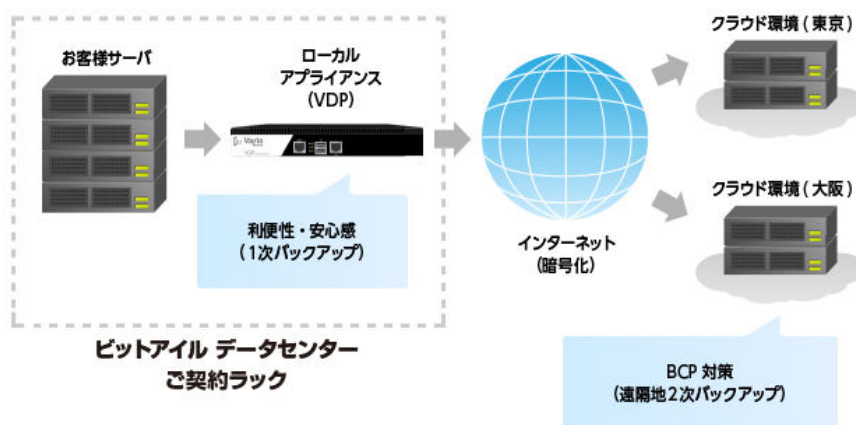 お客様サーバ
ローカル
アプライアンス
（VDP）
Vario
VDP
利便性・安心感
（1次バックアップ）
ビットアイル データセンター
ご契約ラック
インターネット
（暗号化）
クラウド環境（東京）
クラウド環境（大阪）
BCP 対策
（遠隔地2次バックアップ）